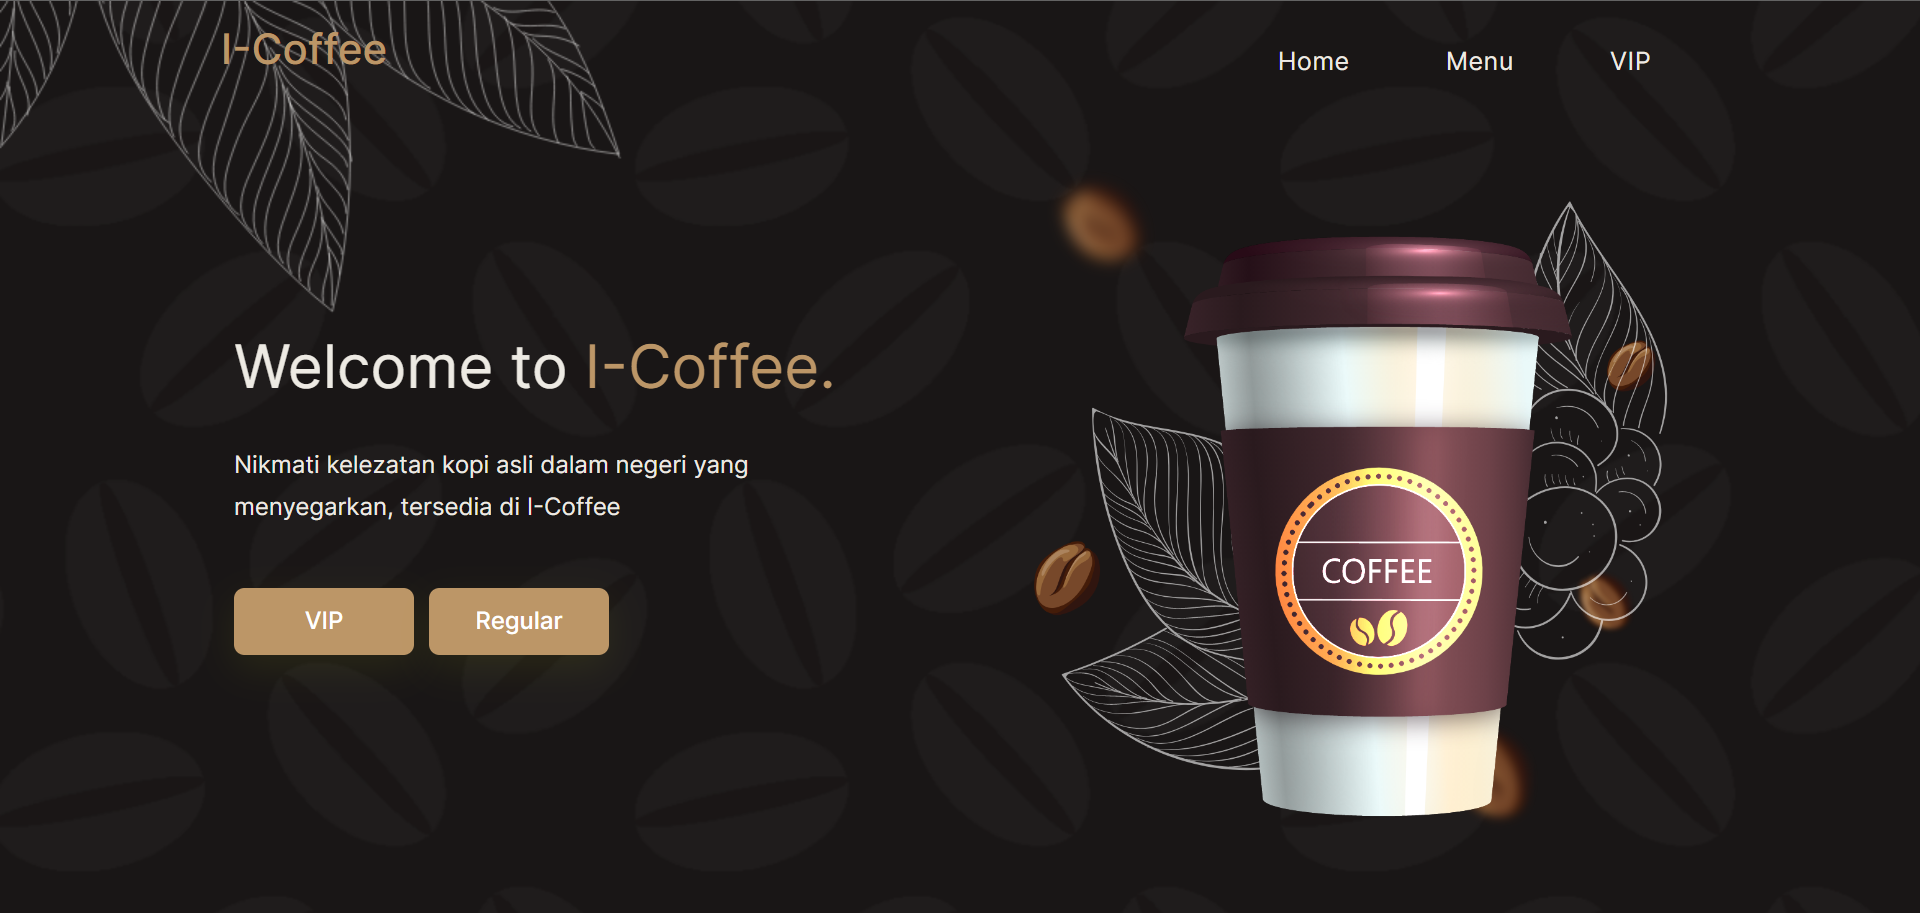 I-Coffee
Home
Menu
VIP
Welcome to I-Coffee.
Nikmati kelezatan kopi asli dalam negeri yang
menyegarkan, tersedia di I-Coffee
VIP
Regular
COFFEE